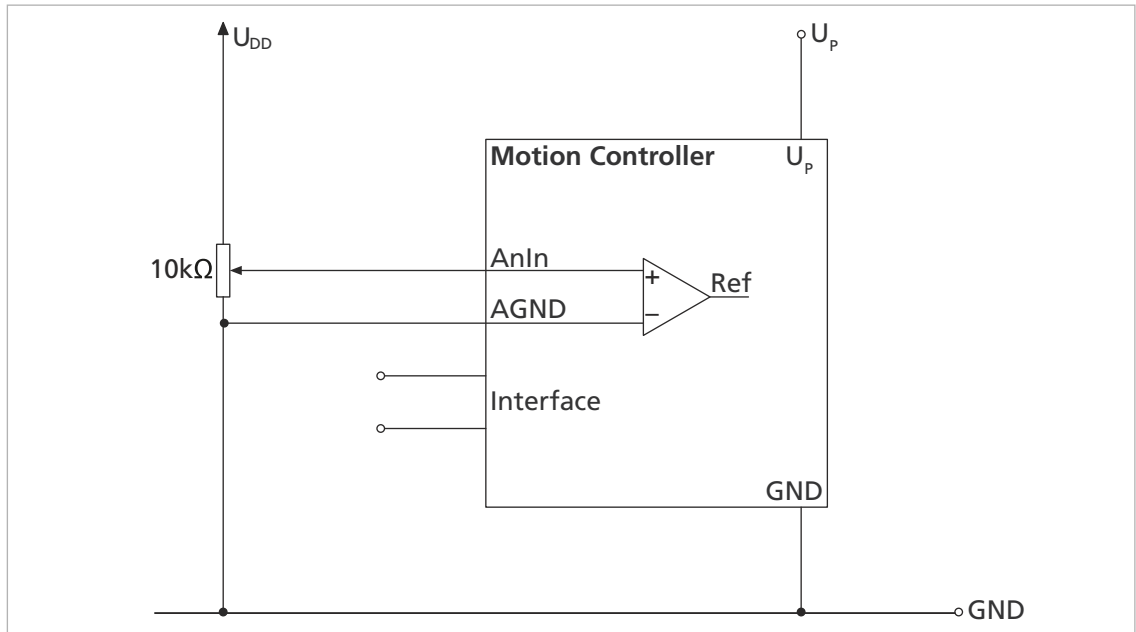 U_DD
U_P
Motion Controller
U_P
AnIn
10kΩ
+
Ref
AGND
−
Interface
GND
GND